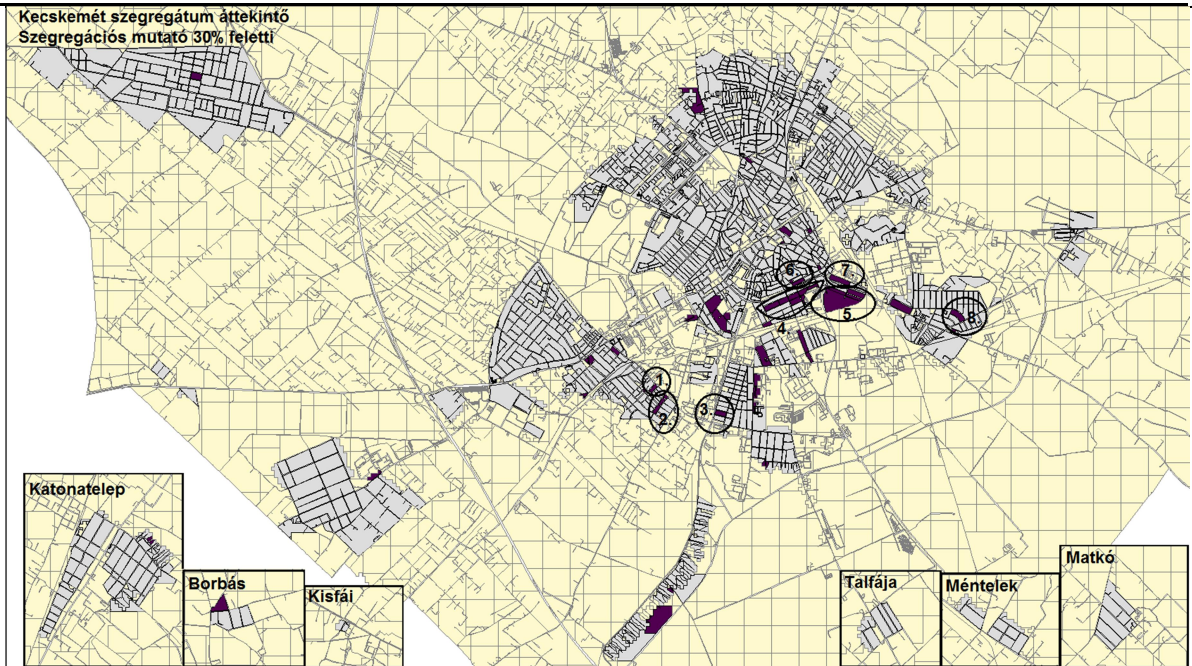 Kecskemét szegregátum áttekintő
Szegregációs mutató 30% feletti
6.
7.
5.
8.
4.
1.
2.
3.
Katonatelep
Borbás
Kisfái
Talfája
Méntelek
Matkó